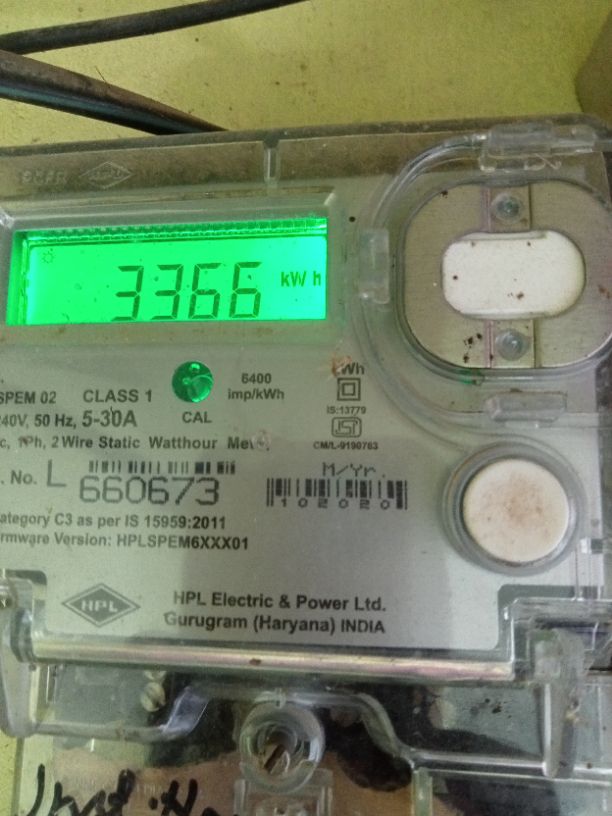 3366 kW h
SPEM 02 CLASS 1
6400
imp/kWh
CAL
240V, 50 Hz, 5-30A
IS:13779
CM/L-9190763
1Ph, 2 Wire Static Watthour
No. L 660673
M/Yr.
102020
Category C3 as per IS 15959:2011
Firmware Version: HPLSPEM6XXX01
HPL
HPL Electric & Power Ltd.
Gurugram (Haryana) INDIA